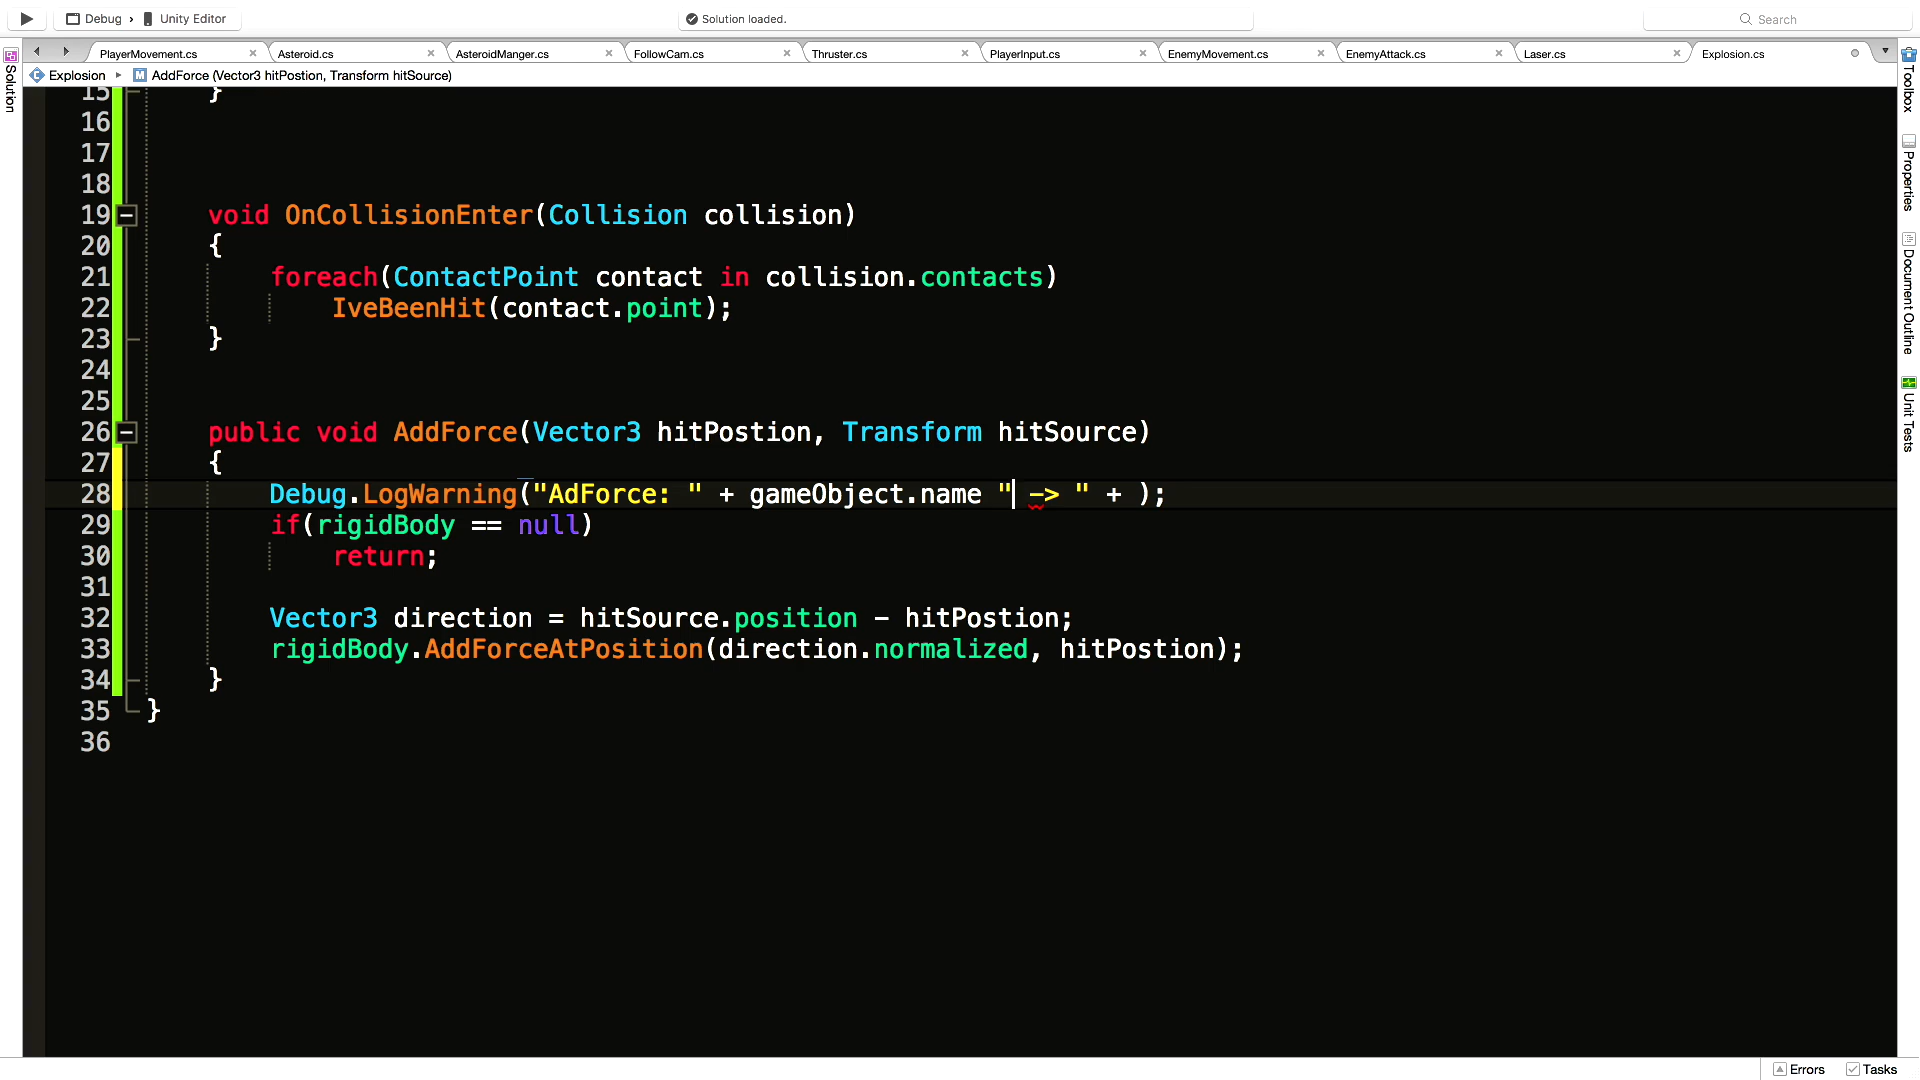 Debug › Unity Editor
Solution loaded.
Search
PlayerMovement.cs
Asteroid.cs
AsteroidManger.cs
FollowCam.cs
Thruster.cs
PlayerInput.cs
EnemyMovement.cs
EnemyAttack.cs
Laser.cs
Explosion.cs
Explosion
AddForce (Vector3 hitPostion, Transform hitSource)
Solution
Toolbox
Properties
Document Outline
Unit Tests
15 }
16
17
18
19 void OnCollisionEnter(Collision collision)
20 {
21 foreach(ContactPoint contact in collision.contacts)
22 IveBeenHit(contact.point);
23 }
24
25
26 public void AddForce(Vector3 hitPostion, Transform hitSource)
27 {
28 Debug.LogWarning("AdForce: " + gameObject.name " -> " + );
29 if(rigidBody == null)
30 return;
31
32 Vector3 direction = hitSource.position - hitPostion;
33 rigidBody.AddForceAtPosition(direction.normalized, hitPostion);
34 }
35 }
36
Errors
Tasks